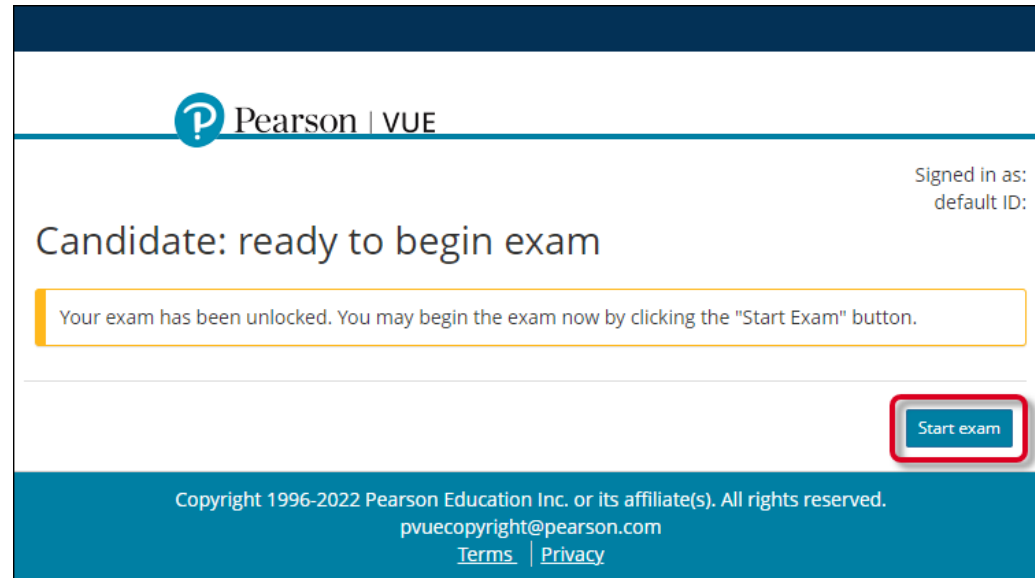 Pearson | VUE
Signed in as:
default ID:
Candidate: ready to begin exam
Your exam has been unlocked. You may begin the exam now by clicking the "Start Exam" button.
Start exam
Copyright 1996-2022 Pearson Education Inc. or its affiliate(s). All rights reserved.
pvuecopyright@pearson.com
Terms | Privacy